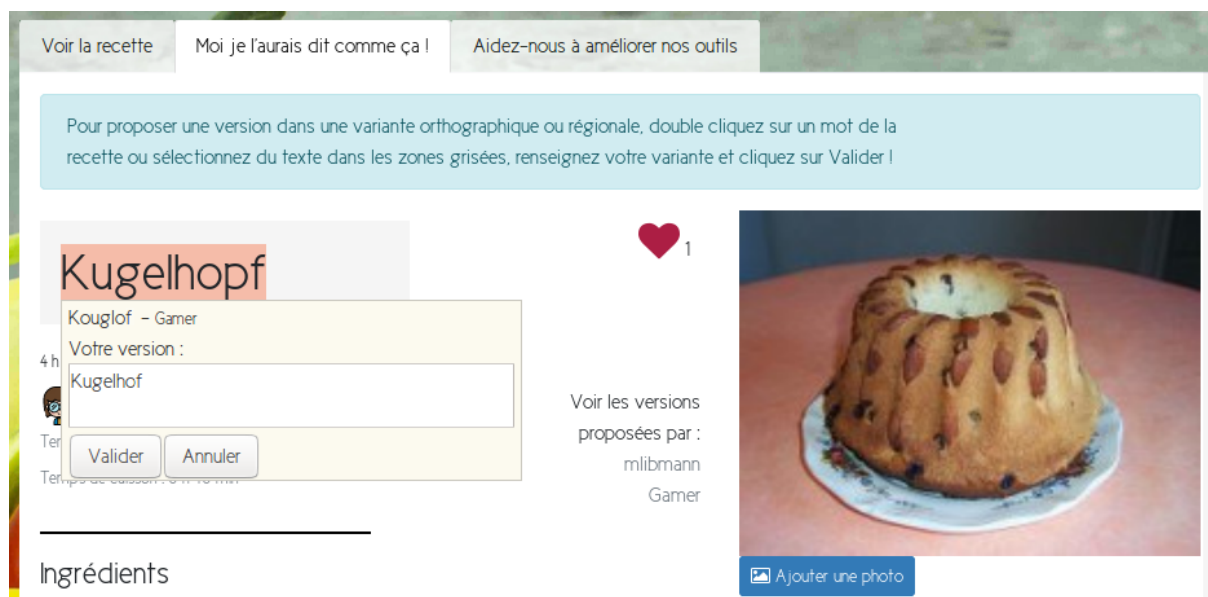 Voir la recette
Moi je l'aurais dit comme ça !
Aidez-nous à améliorer nos outils
Pour proposer une version dans une variante orthographique ou régionale, double cliquez sur un mot de la
recette ou sélectionnez du texte dans les zones grisées, renseignez votre variante et cliquez sur Valider !
Kugelhopf
1
Kouglof - Gamer
Votre version :
4 h
Kugelhof
Valider
Annuler
Voir les versions
proposées par :
mlibmann
Gamer
Ingrédients
Ajouter une photo